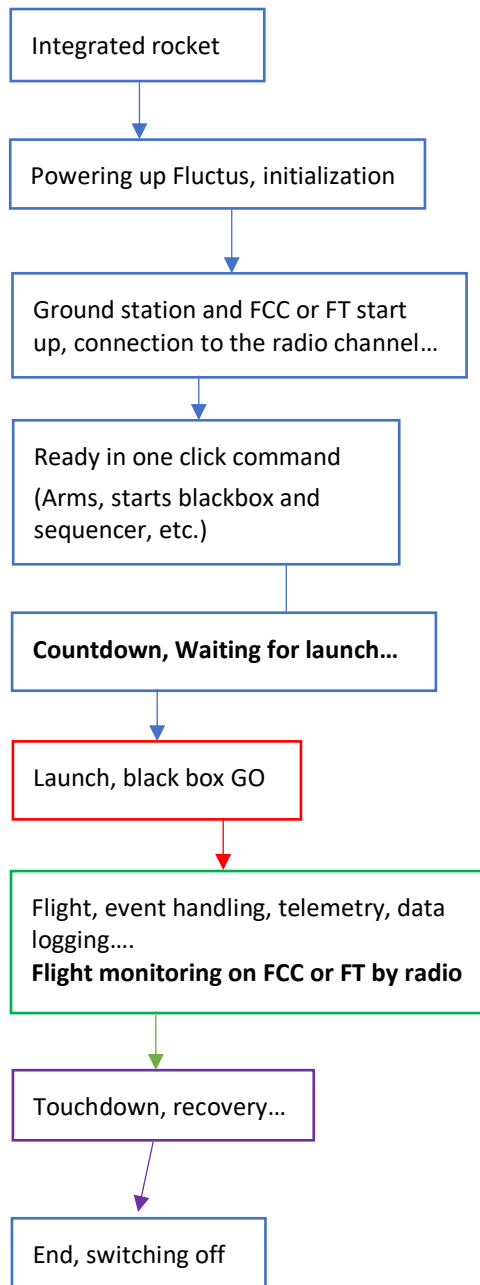 Integrated rocket
Powering up Fluctus, initialization
Ground station and FCC or FT start
up, connection to the radio channel…
Ready in one click command
(Arms, starts blackbox and
sequencer, etc.)
Countdown, Waiting for launch…
Launch, black box GO
Flight, event handling, telemetry, data
logging….
Flight monitoring on FCC or FT by radio
Touchdown, recovery…
End, switching off